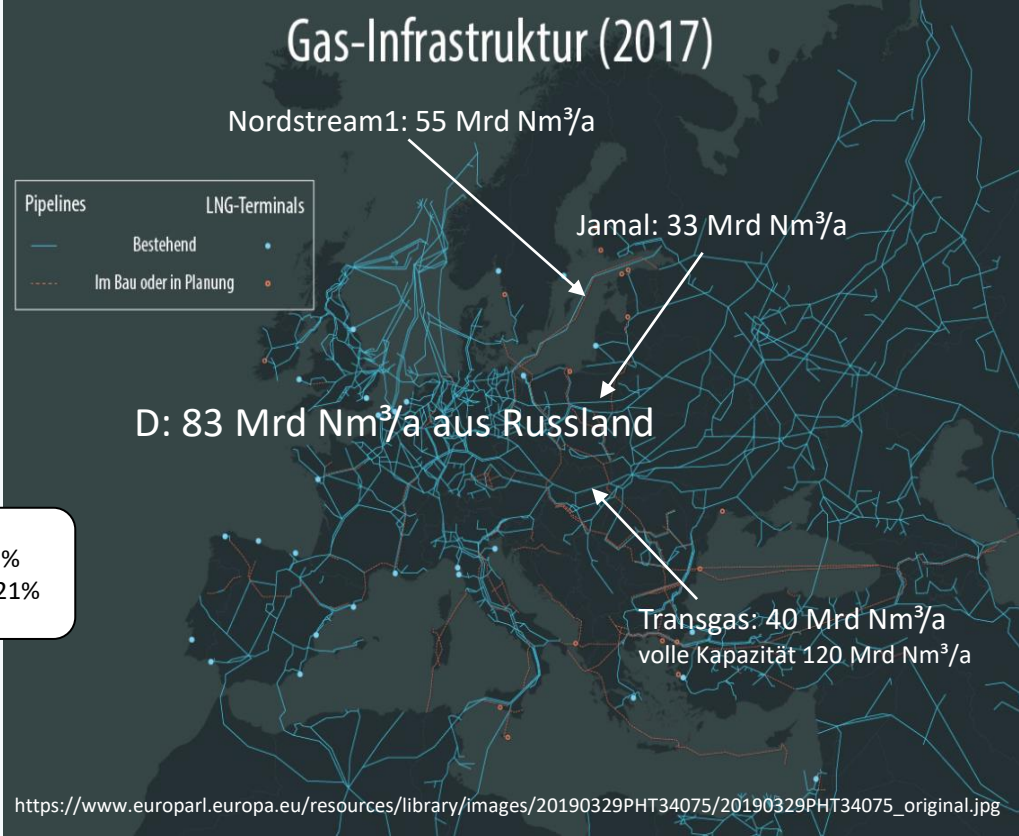 Gas-Infrastruktur (2017)
Nordstream1: 55 Mrd Nm³/a
Pipelines LNG-Terminals
Bestehend
Im Bau oder in Planung
Jamal: 33 Mrd Nm³/a
D: 83 Mrd Nm³/a aus Russland
%
21%
Transgas: 40 Mrd Nm³/a
volle Kapazität 120 Mrd Nm³/a
https://www.europarl.europa.eu/resources/library/images/20190329PHT34075/20190329PHT34075_original.jpg